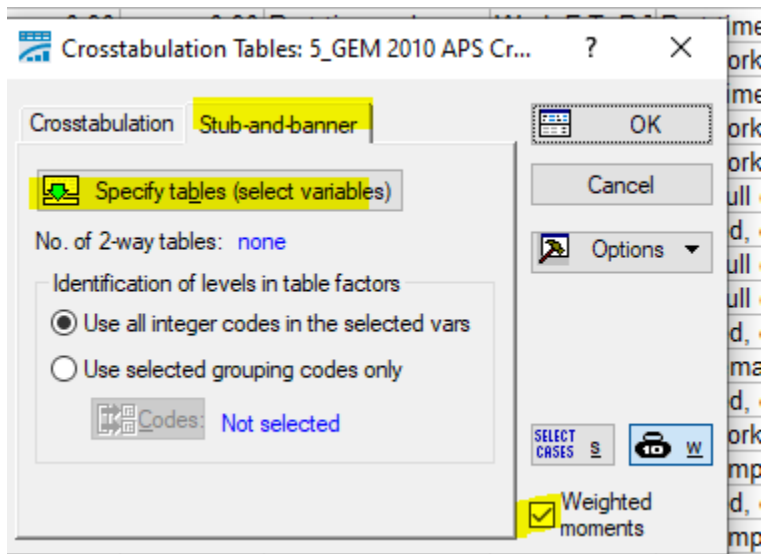 Crosstabulation Tables: 5_GEM 2010 APS Cr... ? ×
Crosstabulation Stub-and-banner
OK
Specify tables (select variables)
Cancel
No. of 2-way tables: none
Options
Identification of levels in table factors
Use all integer codes in the selected vars
Use selected grouping codes only
Codes: Not selected
SELECT CASES S
W
Weighted
moments